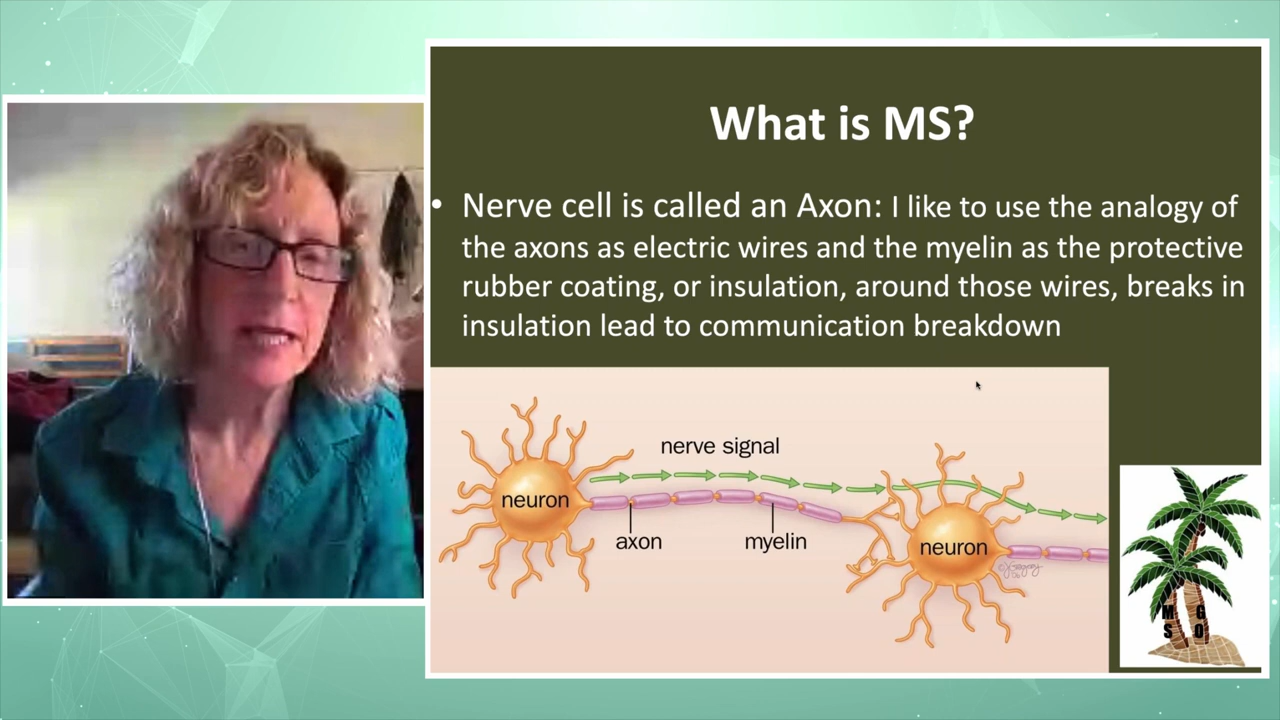 What is MS?
• Nerve cell is called an Axon: I like to use the analogy of
the axons as electric wires and the myelin as the protective
rubber coating, or insulation, around those wires, breaks in
insulation lead to communication breakdown
nerve signal
neuron
axon
myelin
neuron
M G
S O